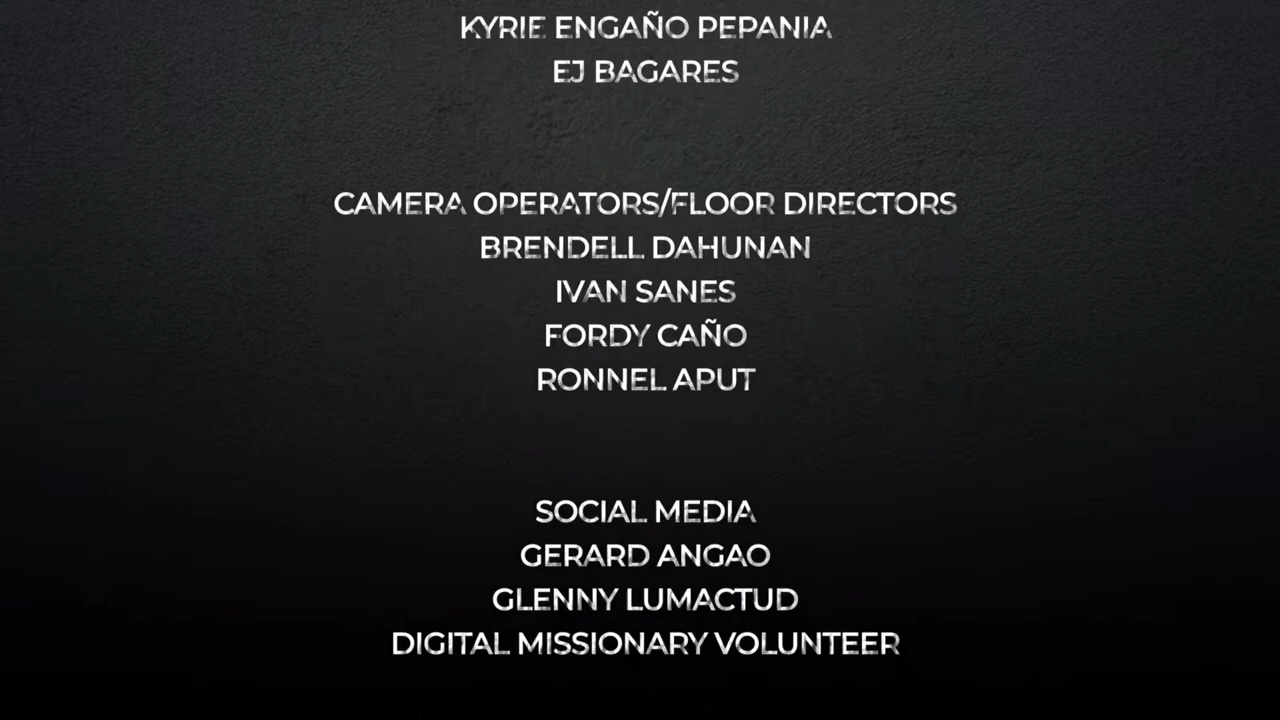 KYRIE ENGAÑO PEPANIA
EJ BAGARES
CAMERA OPERATORS/FLOOR DIRECTORS
BRENDELL DAHUNAN
IVAN SANES
FORDY CAÑO
RONNEL APUT
SOCIAL MEDIA
GERARD ANGAO
GLENNY LUMACTUD
DIGITAL MISSIONARY VOLUNTEER